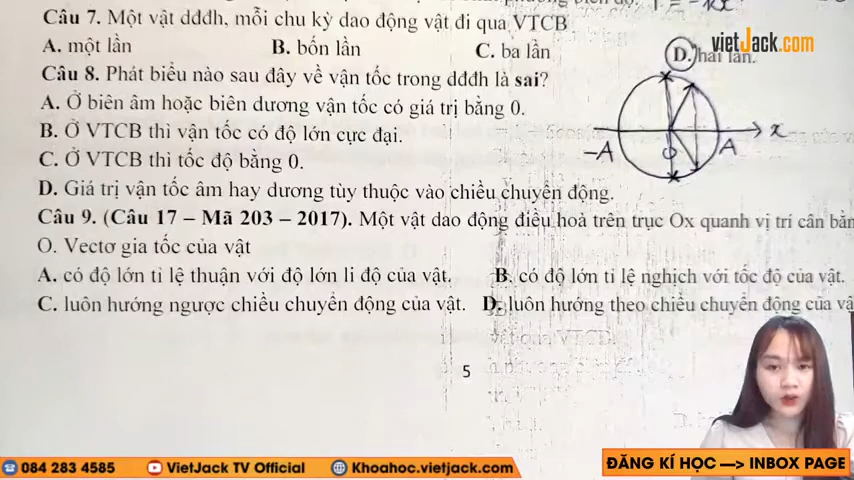 Câu 7. Một vật dđđh, mỗi chu kỳ dao động vật đi qua VTCB
A. một lần B. bốn lần C. ba lần D. hai lần.
vietJack.com
Câu 8. Phát biểu nào sau đây về vận tốc trong dđđh là sai?
A. Ở biên âm hoặc biên dương vận tốc có giá trị bằng 0.
B. Ở VTCB thì vận tốc có độ lớn cực đại.
C. Ở VTCB thì tốc độ bằng 0.
D. Giá trị vận tốc âm hay dương tùy thuộc vào chiều chuyển động.
-A O A x
Câu 9. (Câu 17 – Mã 203 – 2017). Một vật dao động điều hoà trên trục Ox quanh vị trí cân
O. Vectơ gia tốc của vật
A. có độ lớn tỉ lệ thuận với độ lớn li độ của vật. B. có độ lớn tỉ lệ nghịch với tốc độ của vật.
C. luôn hướng ngược chiều chuyển động của vật. D. luôn hướng theo chiều chuyển động của
5
084 283 4585 VietJack TV Official Khoahoc.vietjack.com
ĐĂNG KÍ HỌC —> INBOX PAGE